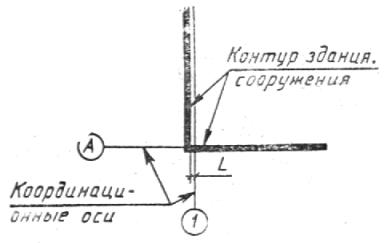 Контур здания.
сооружения
А
L
Координаци-
онные оси
1